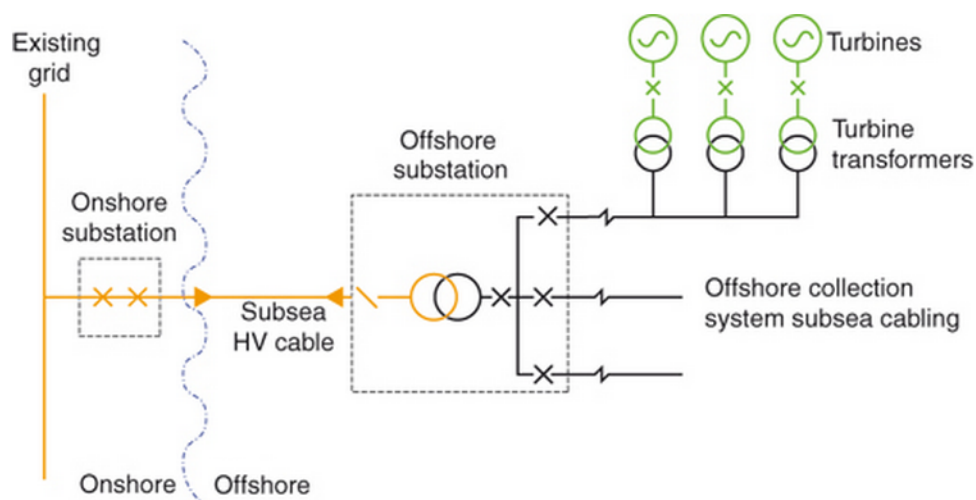 Existing
grid
Onshore
substation
Subsea
HV cable
Offshore
substation
Turbines
Turbine
transformers
Offshore collection
system subsea cabling
Onshore
Offshore